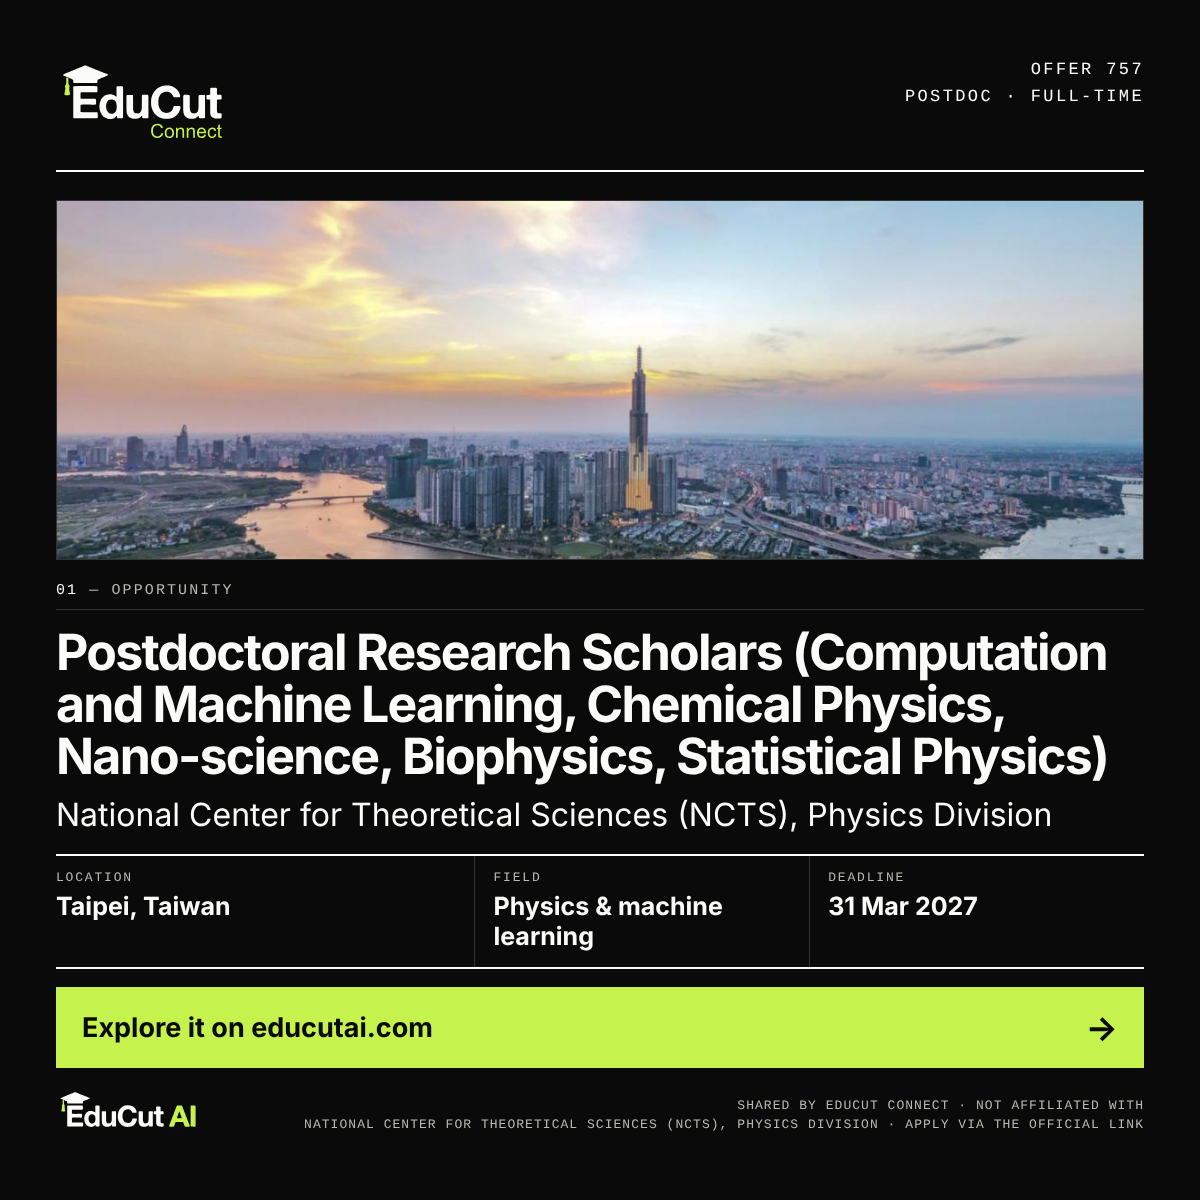 EduCut
Connect
OFFER 757
POSTDOC · FULL-TIME
01 — OPPORTUNITY
Postdoctoral Research Scholars (Computation
and Machine Learning, Chemical Physics,
Nano-science, Biophysics, Statistical Physics)
National Center for Theoretical Sciences (NCTS), Physics Division
LOCATION
Taipei, Taiwan
FIELD
Physics & machine
learning
DEADLINE
31 Mar 2027
Explore it on educutai.com →
EduCut AI
SHARED BY EDUCUT CONNECT · NOT AFFILIATED WITH
NATIONAL CENTER FOR THEORETICAL SCIENCES (NCTS), PHYSICS DIVISION · APPLY VIA THE OFFICIAL LINK